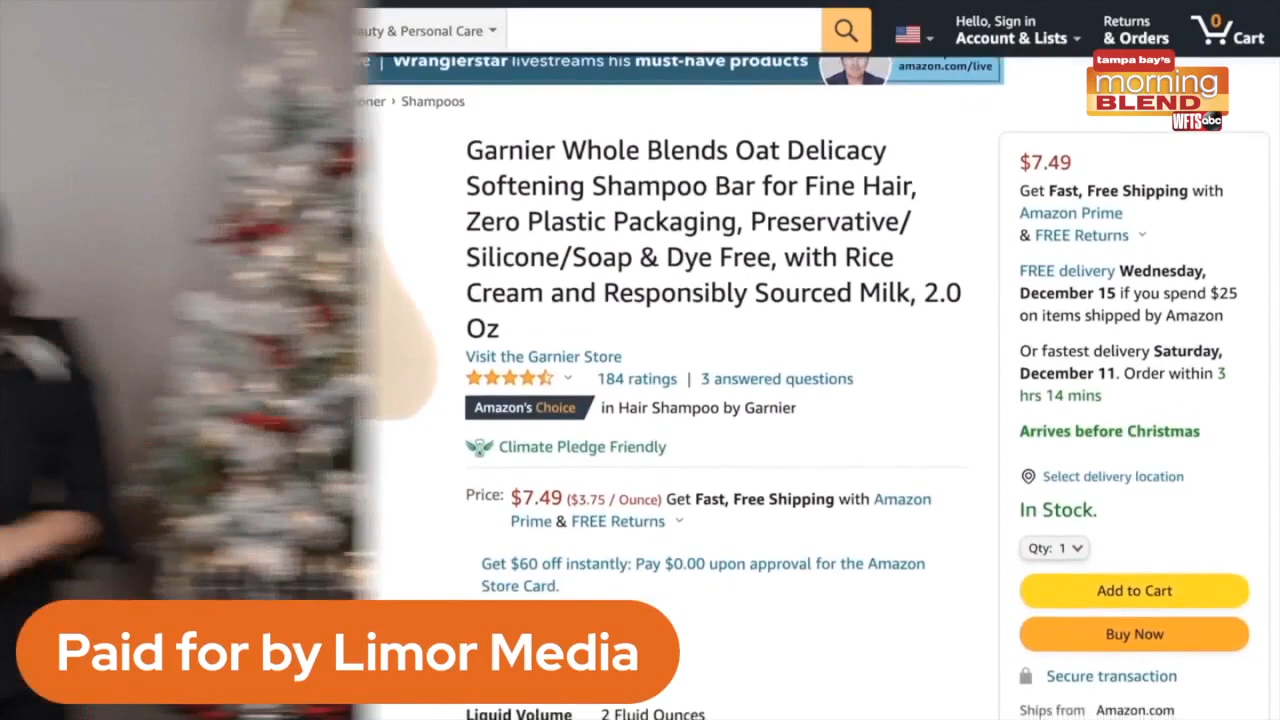 auty & Personal Care
Hello, Sign in
Account & Lists
Returns
& Orders
0
Cart
Wranglerstar livestreams his must-have products
amazon.com/live
tampa bay's
morning
BLEND
WFTS abc
oner › Shampoos
Garnier Whole Blends Oat Delicacy
Softening Shampoo Bar for Fine Hair,
Zero Plastic Packaging, Preservative/
Silicone/Soap & Dye Free, with Rice
Cream and Responsibly Sourced Milk, 2.0
Oz
Visit the Garnier Store
184 ratings | 3 answered questions
Amazon's Choice in Hair Shampoo by Garnier
Climate Pledge Friendly
Price: $7.49 ($3.75 / Ounce) Get Fast, Free Shipping with Amazon
Prime & FREE Returns
Get $60 off instantly: Pay $0.00 upon approval for the Amazon
Store Card.
Liquid Volume 2 Fluid Ounces
$7.49
Get Fast, Free Shipping with
Amazon Prime
& FREE Returns
FREE delivery Wednesday,
December 15 if you spend $25
on items shipped by Amazon
Or fastest delivery Saturday,
December 11. Order within 3
hrs 14 mins
Arrives before Christmas
Select delivery location
In Stock.
Qty: 1
Add to Cart
Buy Now
Secure transaction
Ships from Amazon.com
Paid for by Limor Media